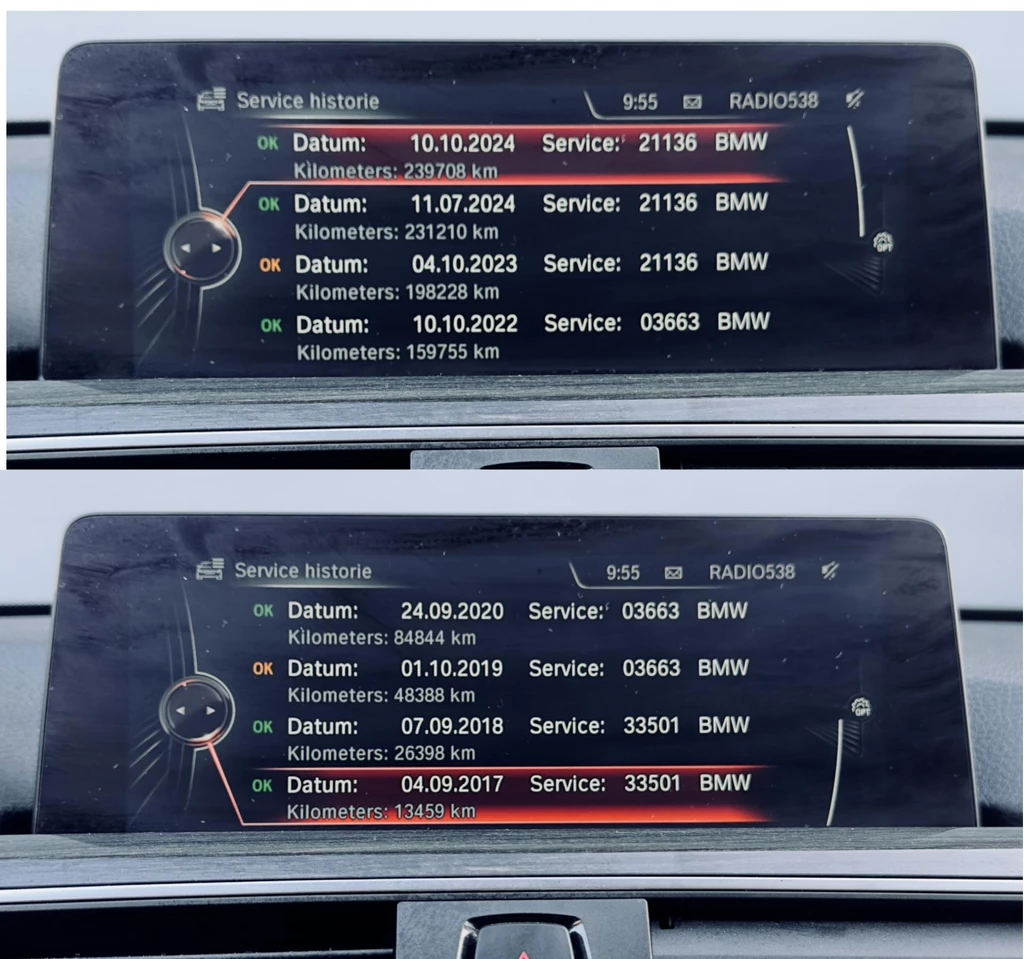 Service historie 9:55 RADIO538
OK Datum: 10.10.2024 Service: 21136 BMW
Kilometers: 239708 km
OK Datum: 11.07.2024 Service: 21136 BMW
Kilometers: 231210 km
OK Datum: 04.10.2023 Service: 21136 BMW
Kilometers: 198228 km
OPT
OK Datum: 10.10.2022 Service: 03663 BMW
Kilometers: 159755 km
Service historie 9:55 RADIO538
OK Datum: 24.09.2020 Service: 03663 BMW
Kilometers: 84844 km
OK Datum: 01.10.2019 Service: 03663 BMW
Kilometers: 48388 km
OPT
OK Datum: 07.09.2018 Service: 33501 BMW
Kilometers: 26398 km
OK Datum: 04.09.2017 Service: 33501 BMW
Kilometers: 13459 km